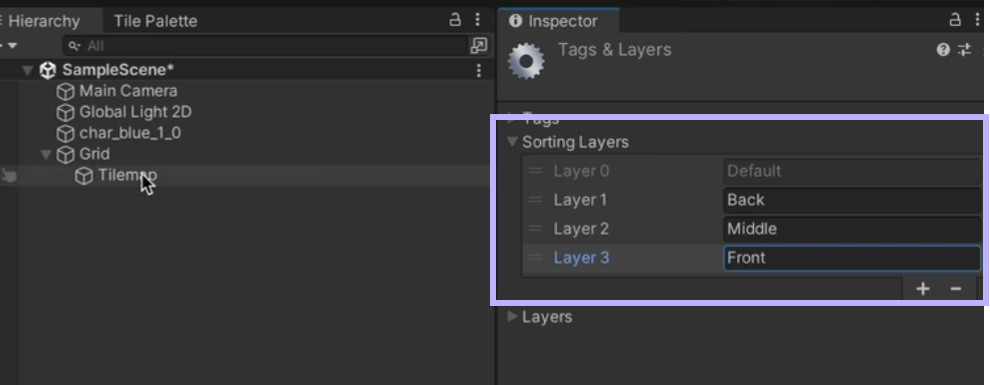 Hierarchy
Tile Palette
All
SampleScene*
Main Camera
Global Light 2D
char_blue_1_0
Grid
Tilemap
Inspector
Tags & Layers
Tags
Sorting Layers
Layer 0 Default
Layer 1 Back
Layer 2 Middle
Layer 3 Front
Layers